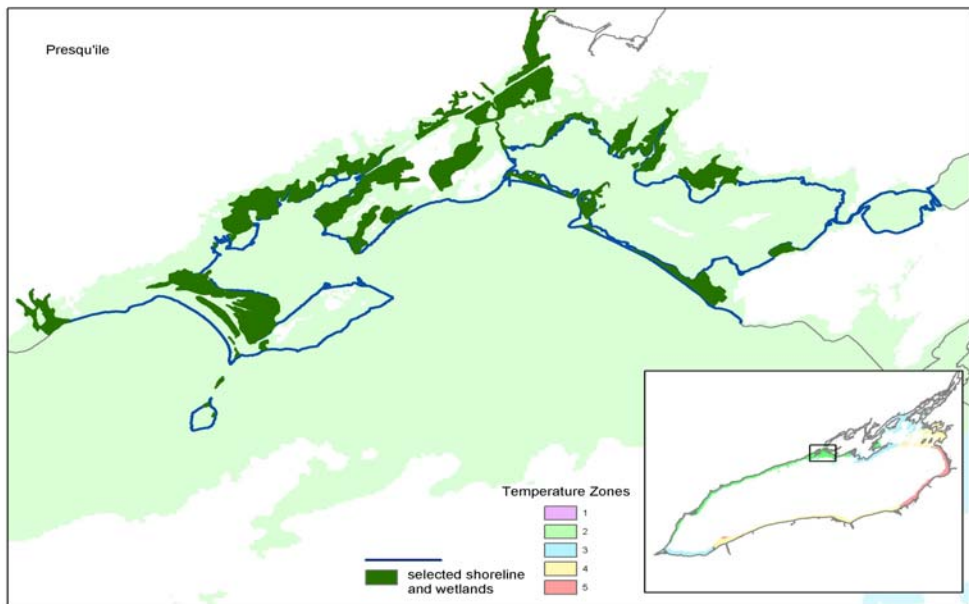 Presqu'ile
Temperature Zones
1
2
3
4
5
selected shoreline
and wetlands